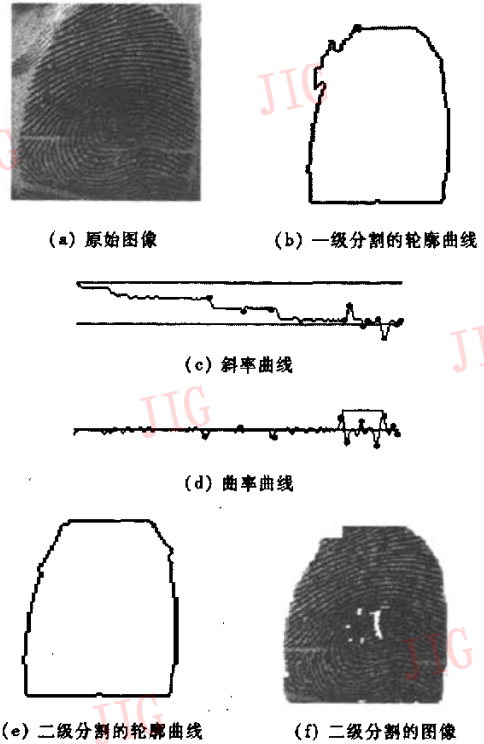 JIG
JIG
(a) 原始图像
(b) 一级分割的轮廓曲线
(c) 斜率曲线
JIG
JIG
(d) 曲率曲线
JIG
JIG
(e) 二级分割的轮廓曲线
(f) 二级分割的图像